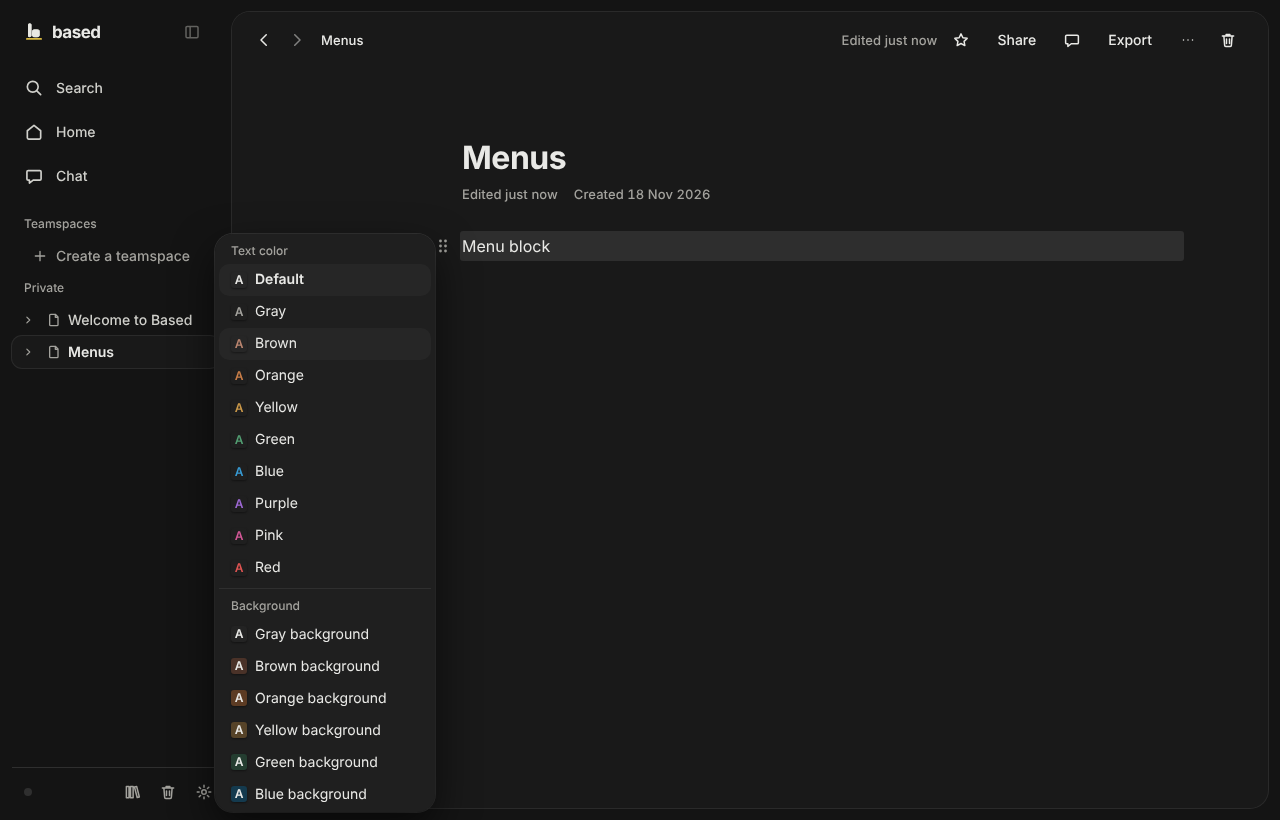 based
Search
Home
Chat
Teamspaces
Create a teamspace
Private
Welcome to Based
Menus
Menus
Edited just now
Share
Export
Menus
Edited just now Created 18 Nov 2026
Menu block
Text color
A Default
A Gray
A Brown
A Orange
A Yellow
A Green
A Blue
A Purple
A Pink
A Red
Background
A Gray background
A Brown background
A Orange background
A Yellow background
A Green background
A Blue background